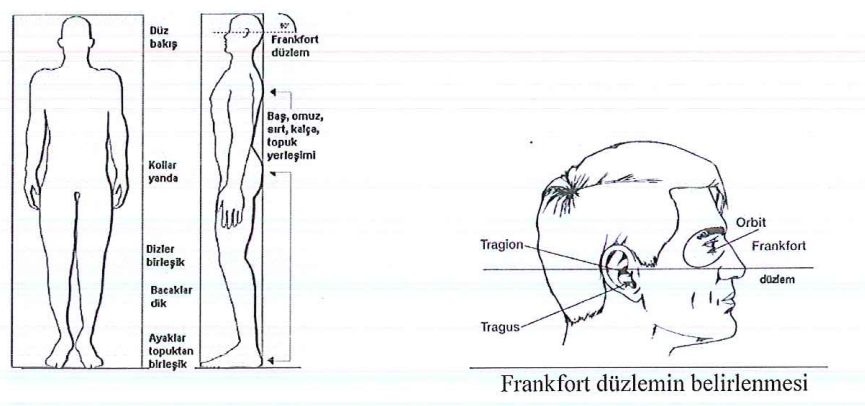 Düz
bakış
Kollar
yanda
Dizler
birleşik
Bacaklar
dik
Ayaklar
topuktan
birleşik
90°
Frankfort
düzlem
Baş, omuz,
sırt, kalça,
topuk
yerleşimi
Tragion
Tragus
Orbit
Frankfort
düzlem
Frankfort düzlemin belirlenmesi